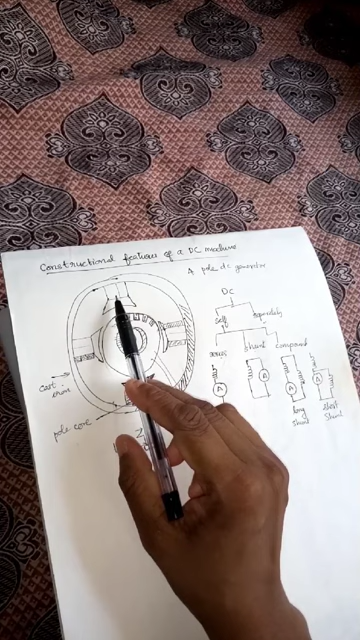 Constructional features of a DC machine
4 pole dc generator
DC
self
seperately
series
shunt
compound
A
A
A
A
long
shunt
short
shunt
Cast
iron
pole core